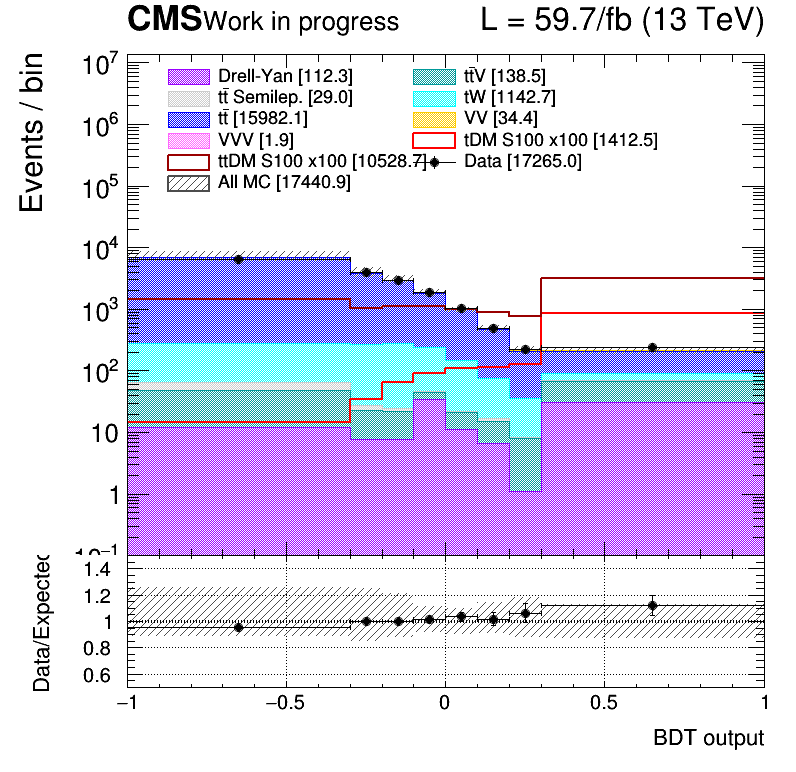 CMS Work in progress L = 59.7/fb (13 TeV)
Events / bin
Drell-Yan [112.3] tt̄V [138.5]
tt̄ Semilep. [29.0] tW [1142.7]
tt̄ [15982.1] VV [34.4]
VVV [1.9] tDM S100 x100 [1412.5]
ttDM S100 x100 [10528.7] Data [17265.0]
All MC [17440.9]
10⁷
10⁶
10⁵
10⁴
10³
10²
10
1
10⁻¹
Data/Expected
1.4
1.2
1
0.8
0.6
−1 −0.5 0 0.5 1
BDT output